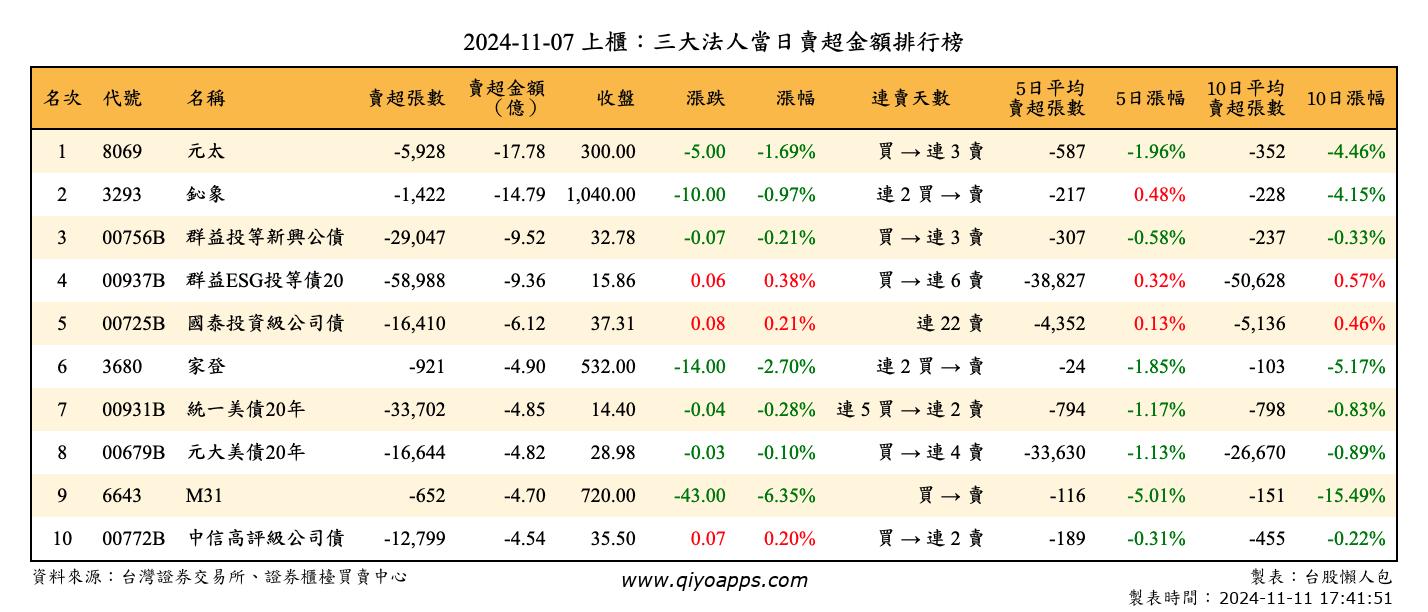 2024-11-07 上櫃：三大法人當日賣超金額排行榜
名次 代號 名稱 賣超張數 賣超金額（億） 收盤 漲跌 漲幅 連賣天數 5日平均賣超張數 5日漲幅 10日平均賣超張數 10日漲幅
1 8069 元太 -5,928 -17.78 300.00 -5.00 -1.69% 買 → 連 3 賣 -587 -1.96% -352 -4.46%
2 3293 鈊象 -1,422 -14.79 1,040.00 -10.00 -0.97% 連 2 買 → 賣 -217 0.48% -228 -4.15%
3 00756B 群益投等新興公債 -29,047 -9.52 32.78 -0.07 -0.21% 買 → 連 3 賣 -307 -0.58% -237 -0.33%
4 00937B 群益ESG投等債20 -58,988 -9.36 15.86 0.06 0.38% 買 → 連 6 賣 -38,827 0.32% -50,628 0.57%
5 00725B 國泰投資級公司債 -16,410 -6.12 37.31 0.08 0.21% 連 22 賣 -4,352 0.13% -5,136 0.46%
6 3680 家登 -921 -4.90 532.00 -14.00 -2.70% 連 2 買 → 賣 -24 -1.85% -103 -5.17%
7 00931B 統一美債20年 -33,702 -4.85 14.40 -0.04 -0.28% 連 5 買 → 連 2 賣 -794 -1.17% -798 -0.83%
8 00679B 元大美債20年 -16,644 -4.82 28.98 -0.03 -0.10% 買 → 連 4 賣 -33,630 -1.13% -26,670 -0.89%
9 6643 M31 -652 -4.70 720.00 -43.00 -6.35% 買 → 賣 -116 -5.01% -151 -15.49%
10 00772B 中信高評級公司債 -12,799 -4.54 35.50 0.07 0.20% 買 → 連 2 賣 -189 -0.31% -455 -0.22%
資料來源：台灣證券交易所、證券櫃檯買賣中心 www.qiyoapps.com 製表：台股懶人包
製表時間：2024-11-11 17:41:51